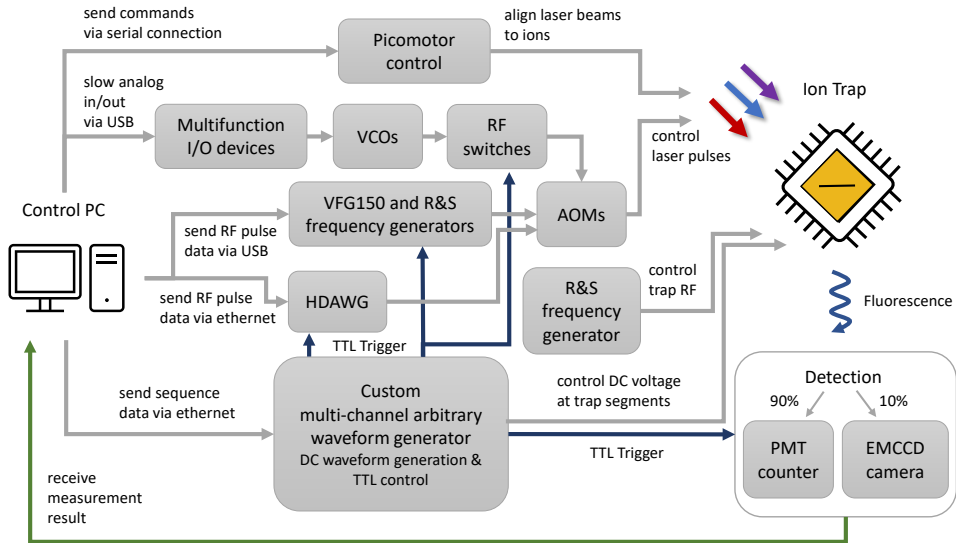 send commands
via serial connection
Picomotor
control
align laser beams
to ions
Ion Trap
slow analog
in/out
via USB
Multifunction
I/O devices
VCOs
RF
switches
control
laser pulses
Control PC
VFG150 and R&S
frequency generators
AOMs
send RF pulse
data via USB
send RF pulse
data via ethernet
HDAWG
R&S
frequency
generator
control
trap RF
Fluorescence
TTL Trigger
send sequence
data via ethernet
Custom
multi-channel arbitrary
waveform generator
DC waveform generation &
TTL control
control DC voltage
at trap segments
TTL Trigger
Detection
90%
10%
PMT
counter
EMCCD
camera
receive
measurement
result